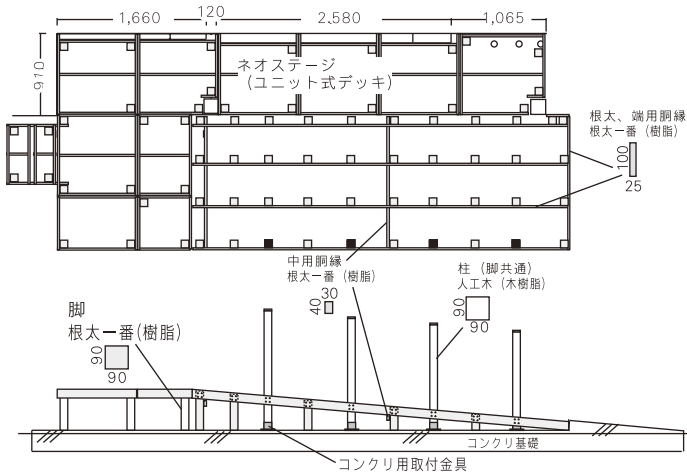 1,660
120
2,580
1,065
910
ネオステージ
(ユニット式デッキ)
根太、端用胴縁
根太一番(樹脂)
100
25
中用胴縁
根太一番(樹脂)
30
40
柱(脚共通)
人工木(木樹脂)
90
90
脚
根太一番(樹脂)
90
90
コンクリ基礎
コンクリ用取付金具